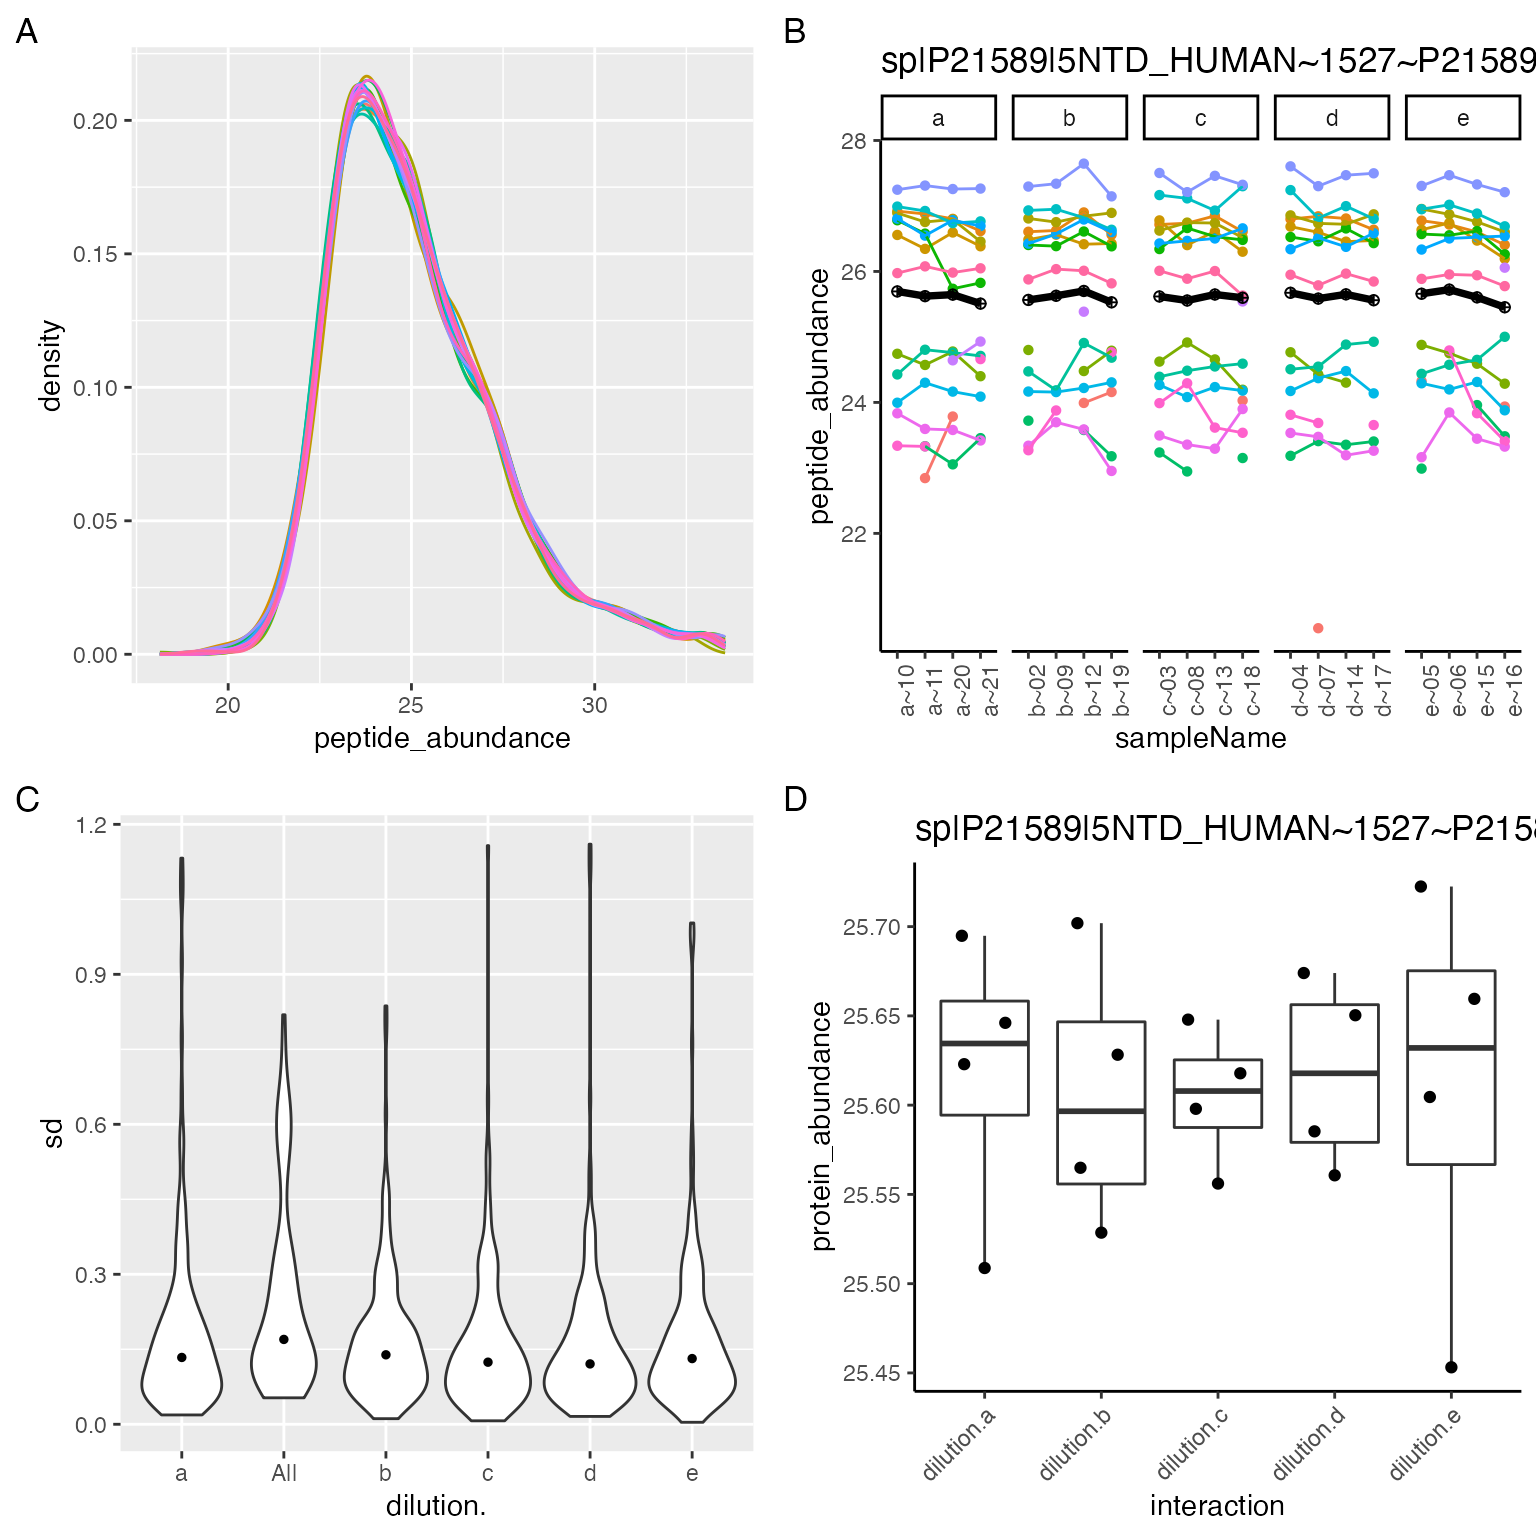 A
density
0.20
0.15
0.10
0.05
0.00
20 25 30
peptide_abundance
B
sp|P21589|5NTD_HUMAN~1527~P21589
a b c d e
peptide_abundance
28
26
24
22
a~10 a~11 a~20 a~21 b~02 b~09 b~12 b~19 c~03 c~08 c~13 c~18 d~04 d~07 d~14 d~17 e~05 e~06 e~15 e~16
sampleName
C
sd
1.2
0.9
0.6
0.3
0.0
a All b c d e
dilution.
D
sp|P21589|5NTD_HUMAN~1527~P215
protein_abundance
25.70
25.65
25.60
25.55
25.50
25.45
dilution.a dilution.b dilution.c dilution.d dilution.e
interaction